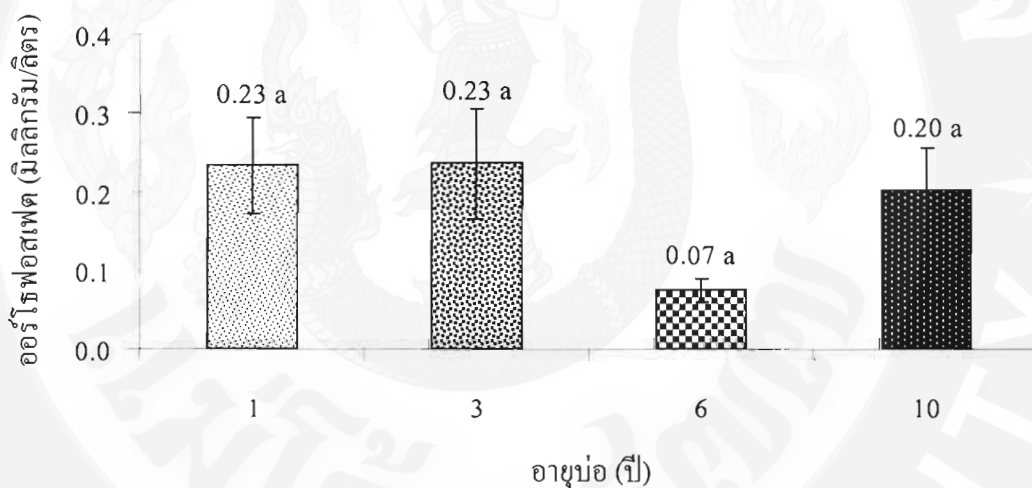 ออร์โธฟอสเฟต (มิลลิกรัม/ลิตร)
0.4
0.3
0.2
0.1
0.0
0.23 a
0.23 a
0.07 a
0.20 a
1 3 6 10
อายุบ่อ (ปี)